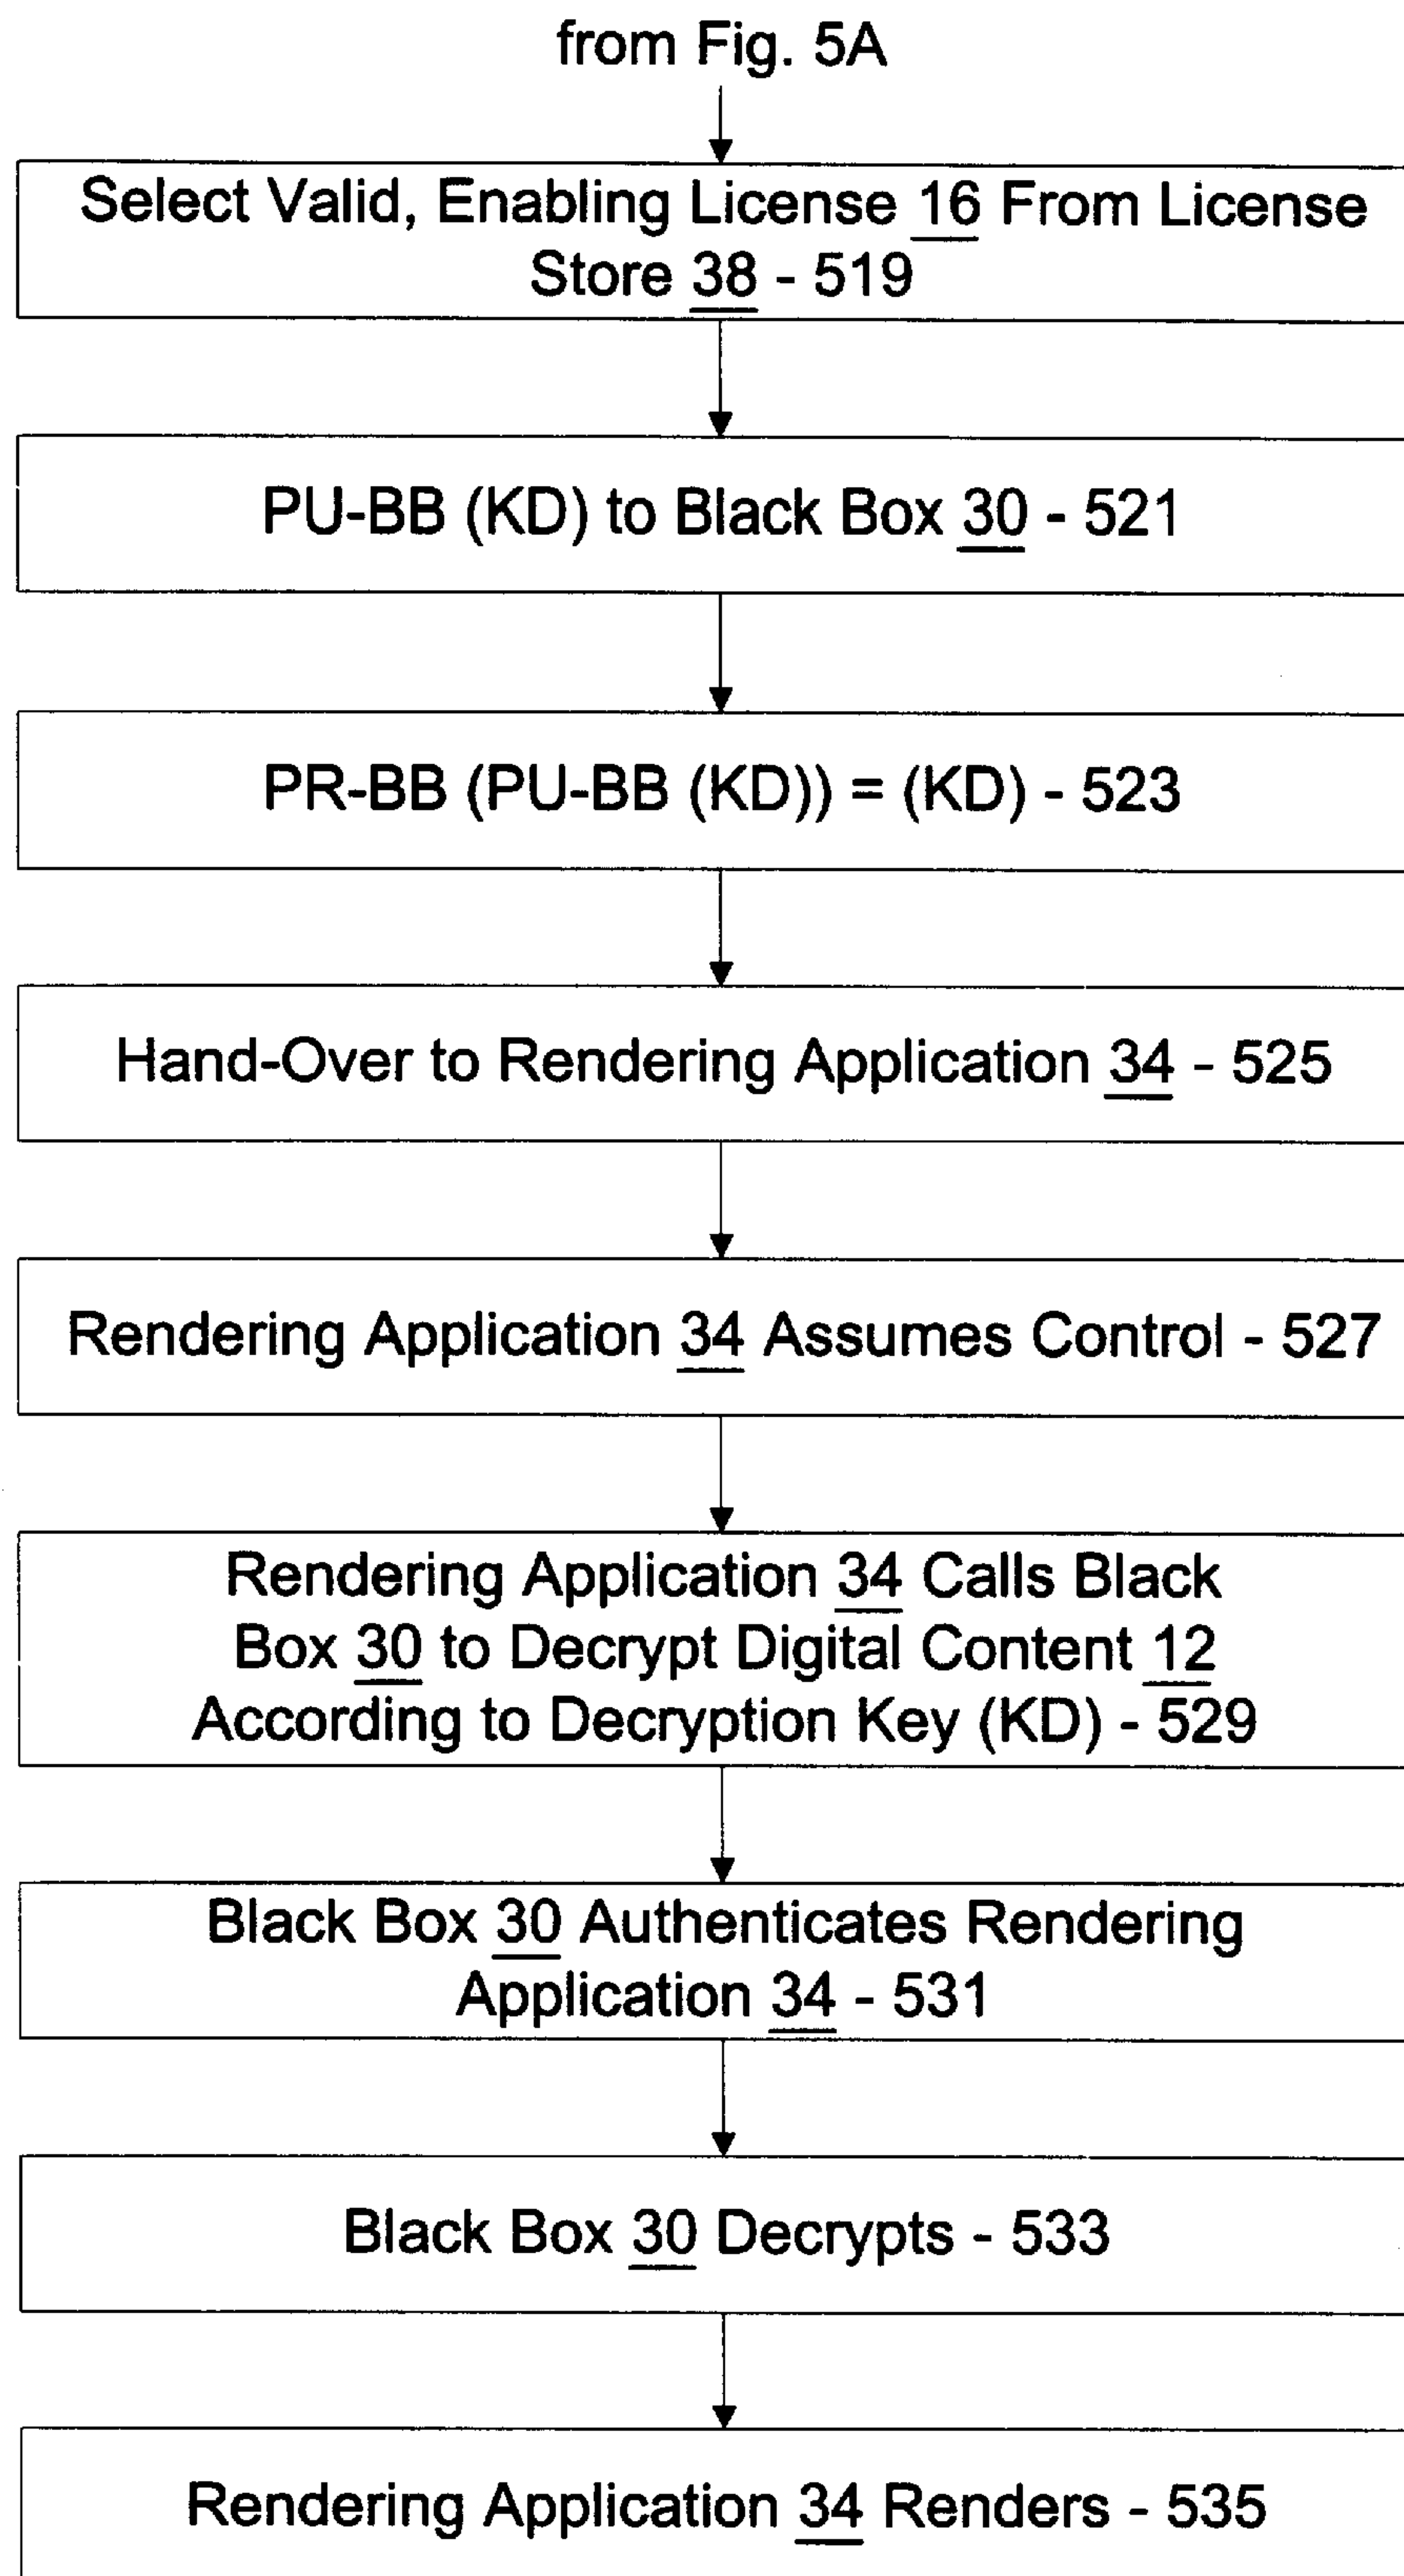 from Fig. 5A
Select Valid, Enabling License 16 From License
Store 38 - 519
PU-BB (KD) to Black Box 30 - 521
PR-BB (PU-BB (KD)) = (KD) - 523
Hand-Over to Rendering Application 34 - 525
Rendering Application 34 Assumes Control - 527
Rendering Application 34 Calls Black
Box 30 to Decrypt Digital Content 12
According to Decryption Key (KD) - 529
Black Box 30 Authenticates Rendering
Application 34 - 531
Black Box 30 Decrypts - 533
Rendering Application 34 Renders - 535